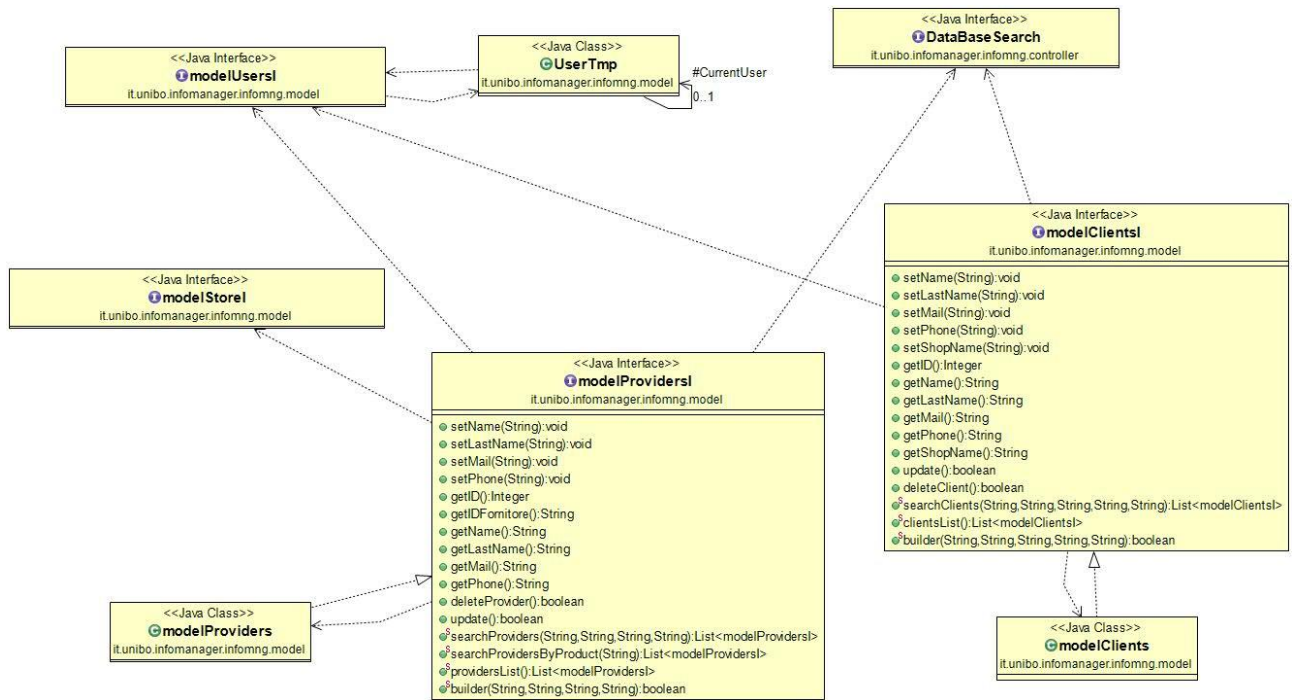 <<Java Interface>>
modelUsersI
it.unibo.infomanager.infomng.model
<<Java Class>>
UserTmp
it.unibo.infomanager.infomng.model
#CurrentUser
0..1
<<Java Interface>>
DataBaseSearch
it.unibo.infomanager.infomng.controller
<<Java Interface>>
modelStoreI
it.unibo.infomanager.infomng.model
<<Java Interface>>
modelClientsI
it.unibo.infomanager.infomng.model
setName(String):void
setLastName(String):void
setMail(String):void
setPhone(String):void
setShopName(String):void
getID():Integer
getName():String
getLastName():String
getMail():String
getPhone():String
getShopName():String
update():boolean
deleteClient():boolean
searchClients(String,String,String,String,String):List<modelClientsI>
clientsList():List<modelClientsI>
builder(String,String,String,String,String):boolean
<<Java Interface>>
modelProvidersI
it.unibo.infomanager.infomng.model
setName(String):void
setLastName(String):void
setMail(String):void
setPhone(String):void
getID():Integer
getIDFornitore():String
getName():String
getLastName():String
getMail():String
getPhone():String
deleteProvider():boolean
update():boolean
searchProviders(String,String,String,String):List<modelProvidersI>
searchProvidersByProduct(String):List<modelProvidersI>
providersList():List<modelProvidersI>
builder(String,String,String,String):boolean
<<Java Class>>
modelProviders
it.unibo.infomanager.infomng.model
<<Java Class>>
modelClients
it.unibo.infomanager.infomng.model